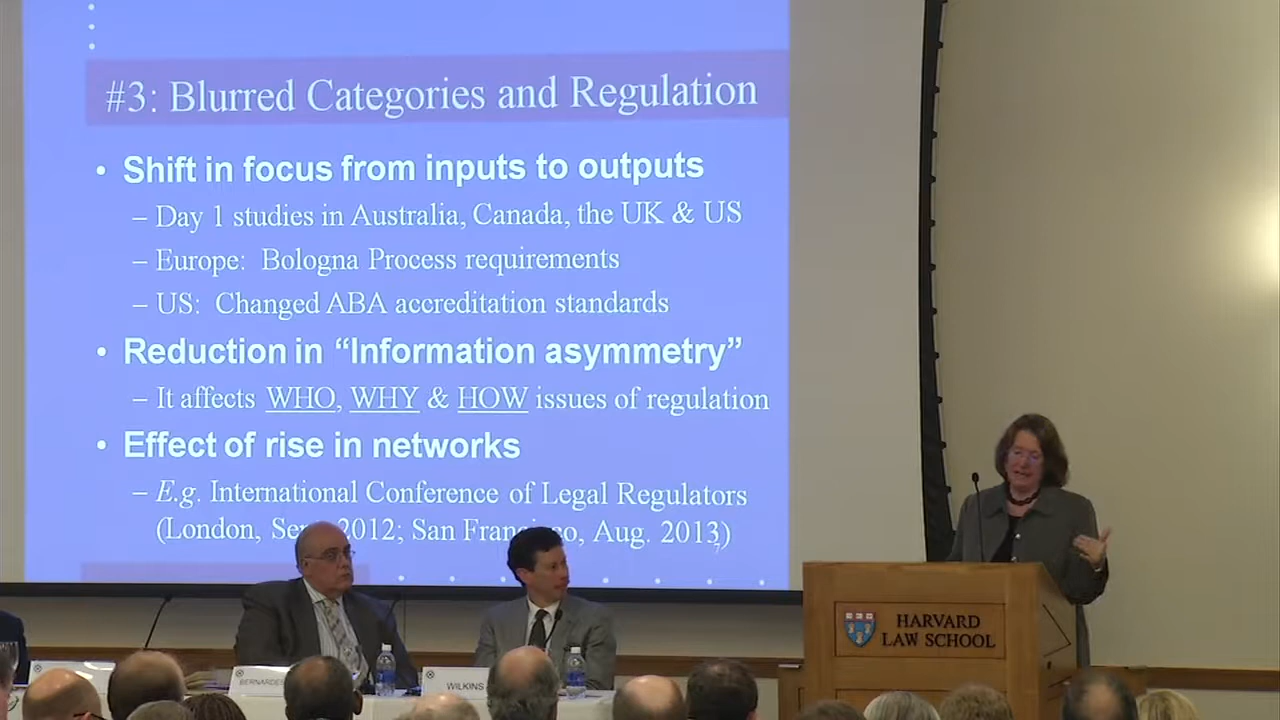 #3: Blurred Categories and Regulation
• Shift in focus from inputs to outputs
– Day 1 studies in Australia, Canada, the UK & US
– Europe: Bologna Process requirements
– US: Changed ABA accreditation standards
• Reduction in “Information asymmetry”
– It affects WHO, WHY & HOW issues of regulation
• Effect of rise in networks
– E.g. International Conference of Legal Regulators
(London, 2012; San Francisco, Aug. 2013)
7
HARVARD
LAW SCHOOL
WILKINS